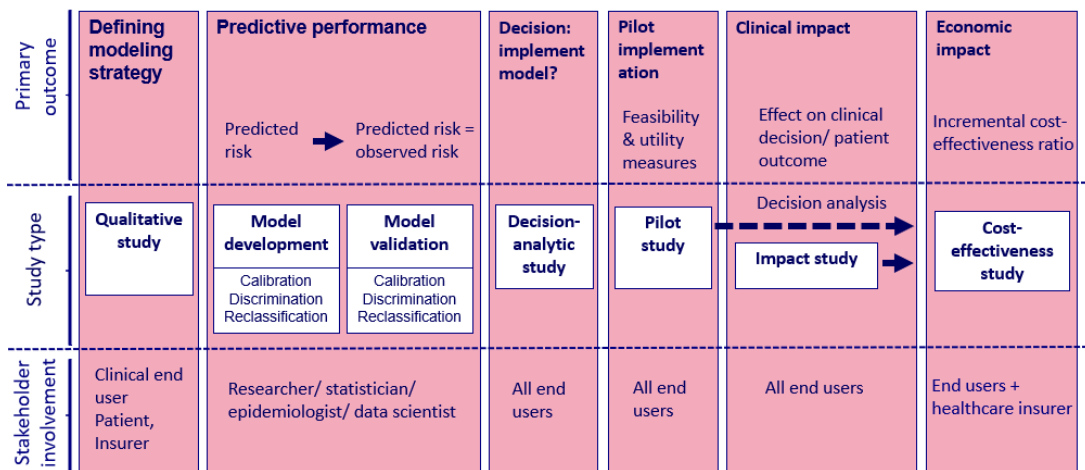 Primary
outcome
Defining
modeling
strategy
Predictive performance
Predicted
risk
Predicted risk =
observed risk
Decision:
implement
model?
Pilot
implement
ation
Feasibility
& utility
measures
Clinical impact
Effect on clinical
decision/ patient
outcome
Economic
impact
Incremental cost-
effectiveness ratio
Study type
Qualitative
study
Model
development
Calibration
Discrimination
Reclassification
Model
validation
Calibration
Discrimination
Reclassification
Decision-
analytic
study
Pilot
study
Decision analysis
Impact study
Cost-
effectiveness
study
Stakeholder
involvement
Clinical end
user
Patient,
Insurer
Researcher/ statistician/
epidemiologist/ data scientist
All end
users
All end
users
All end users
End users +
healthcare insurer